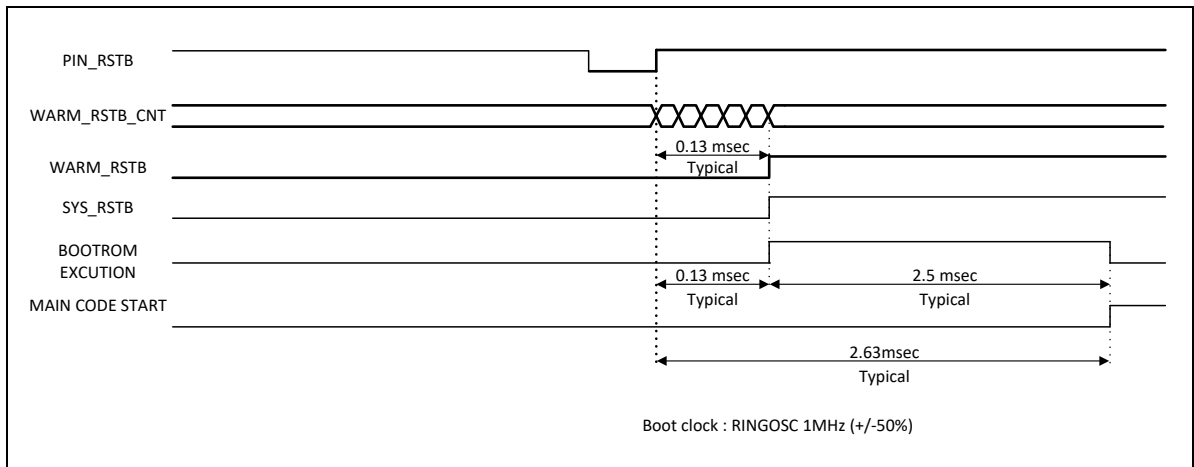 PIN_RSTB
WARM_RSTB_CNT
0.13 msec
Typical
WARM_RSTB
SYS_RSTB
BOOTROM
EXCUTION
0.13 msec
2.5 msec
Typical
Typical
MAIN CODE START
2.63msec
Typical
Boot clock : RINGOSC 1MHz (+/-50%)